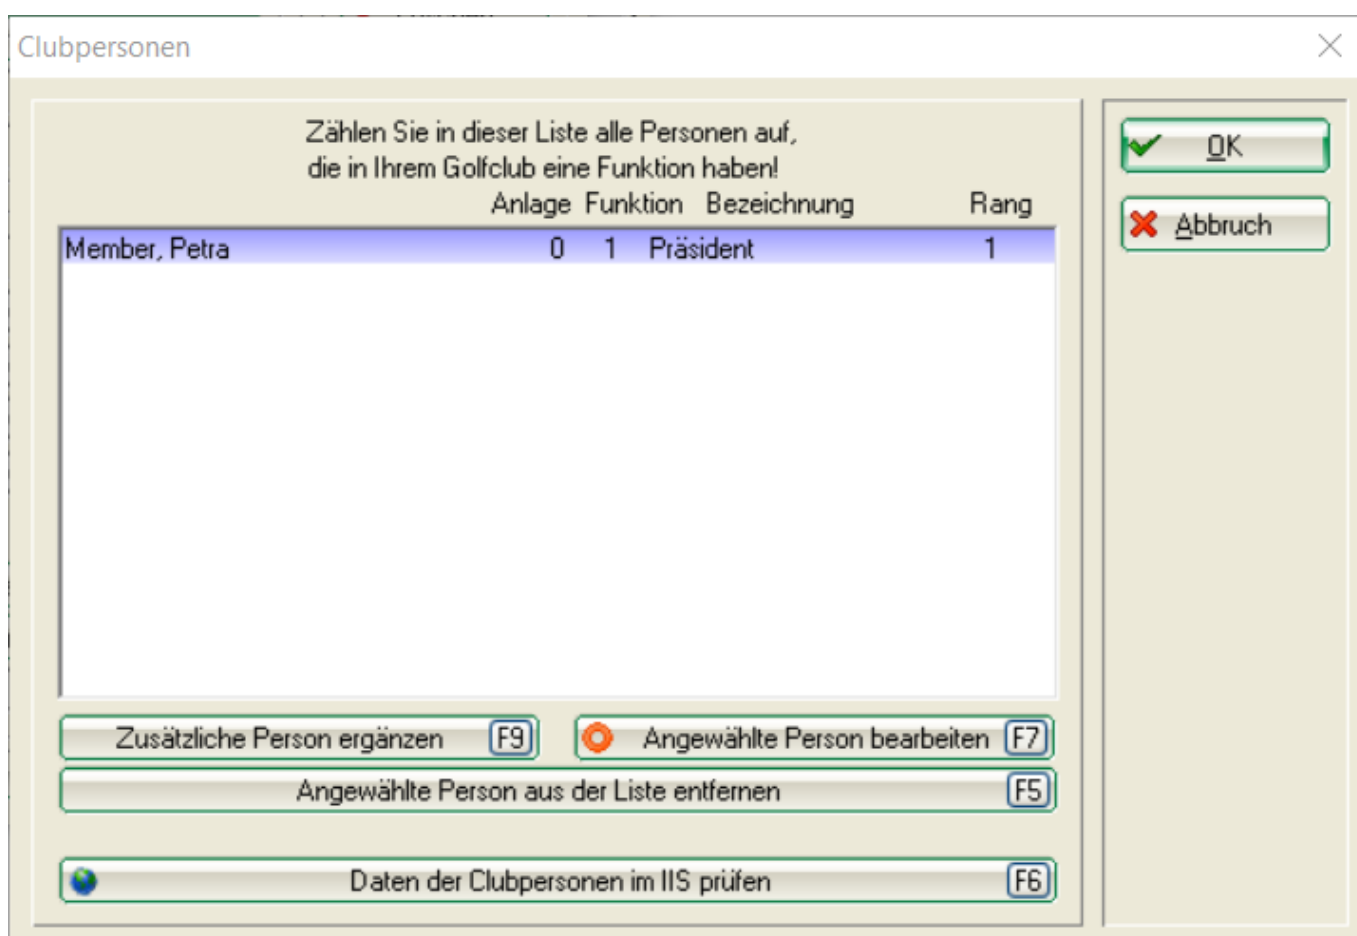 Clubpersonen
Zählen Sie in dieser Liste alle Personen auf,
die in Ihrem Golfclub eine Funktion haben!
Anlage Funktion Bezeichnung Rang
Member, Petra 0 1 Präsident 1
Zusätzliche Person ergänzen F9
Angewählte Person bearbeiten F7
Angewählte Person aus der Liste entfernen F5
Daten der Clubpersonen im IIS prüfen F6
OK
Abbruch